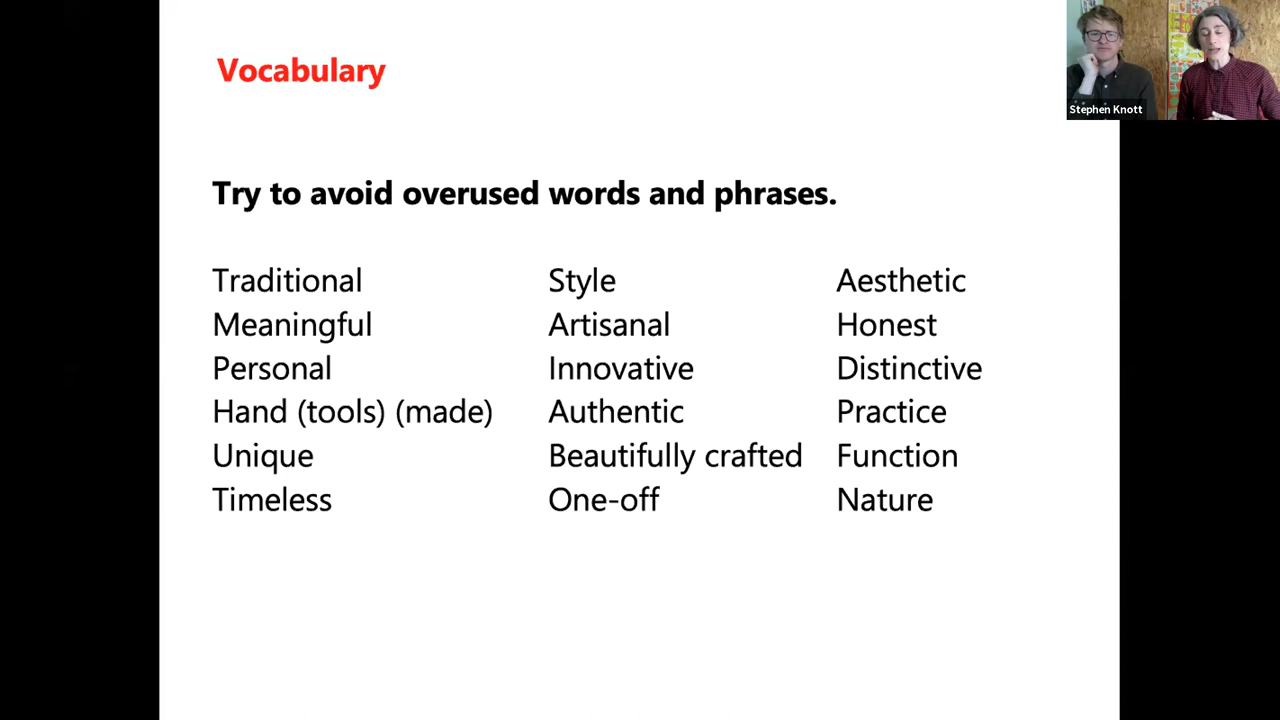 Vocabulary
Stephen Knott
Try to avoid overused words and phrases.
Traditional
Meaningful
Personal
Hand (tools) (made)
Unique
Timeless
Style
Artisanal
Innovative
Authentic
Beautifully crafted
One-off
Aesthetic
Honest
Distinctive
Practice
Function
Nature